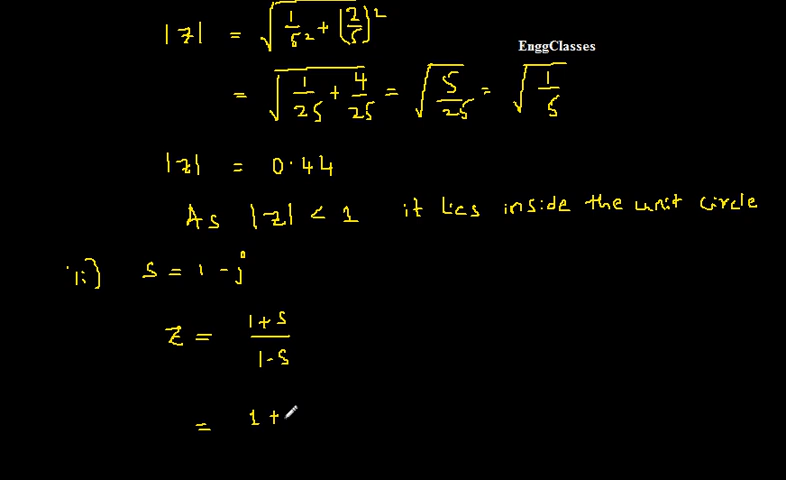 |z| = √(1/5² + (2/5)²)
EnggClasses
= √(1/25 + 4/25) = √(5/25) = √(1/5)
|z| = 0.44
As |z| < 1 it lies inside the unit circle
ii) s = 1 - j
z = (1+s)/(1-s)
= 1 +